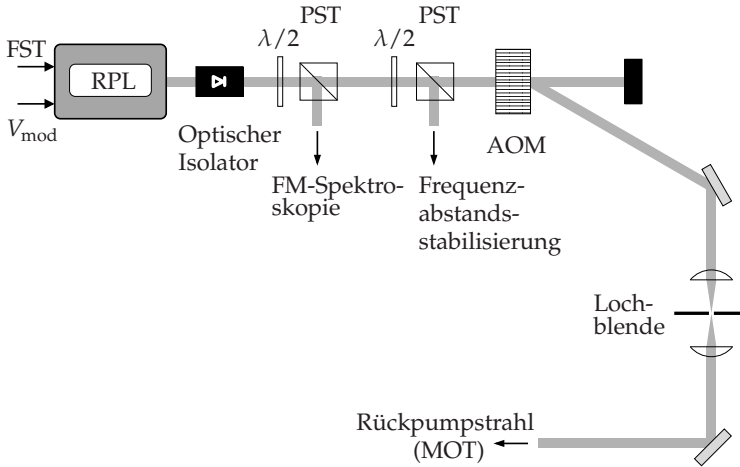 PST
PST
λ/2
λ/2
FST
RPL
V_mod
Optischer
Isolator
AOM
FM-Spektro-
skopie
Frequenz-
abstands-
stabilisierung
Loch-
blende
Rückpumpstrahl
(MOT)